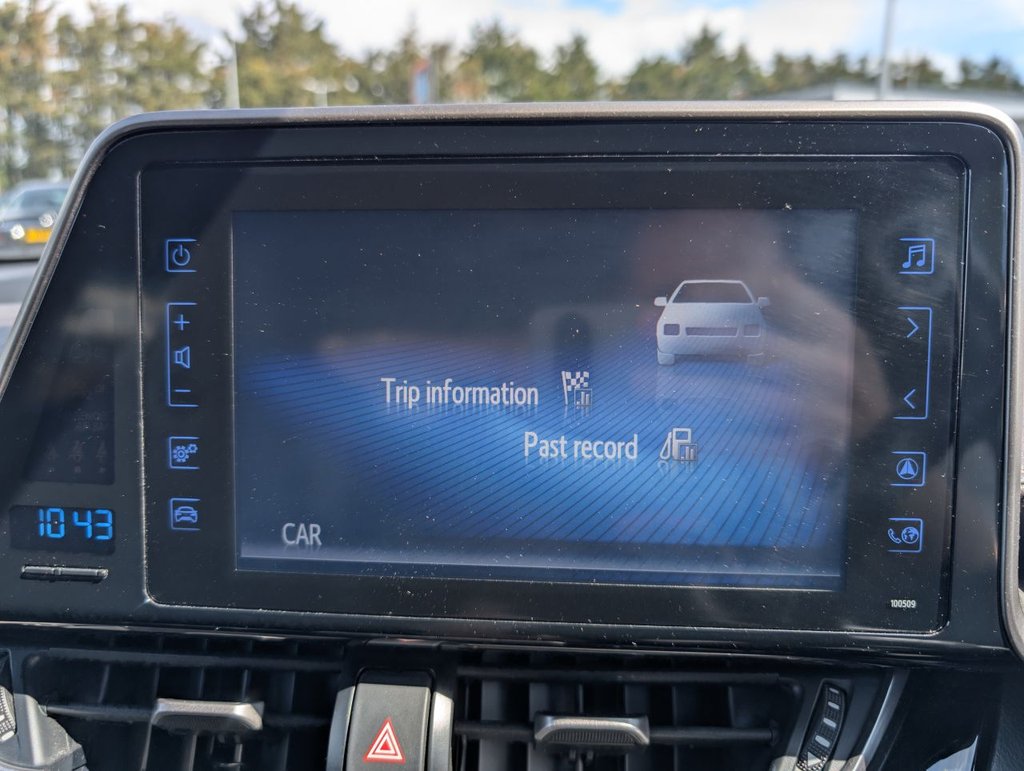 Trip information
Past record
CAR
10 43
100509